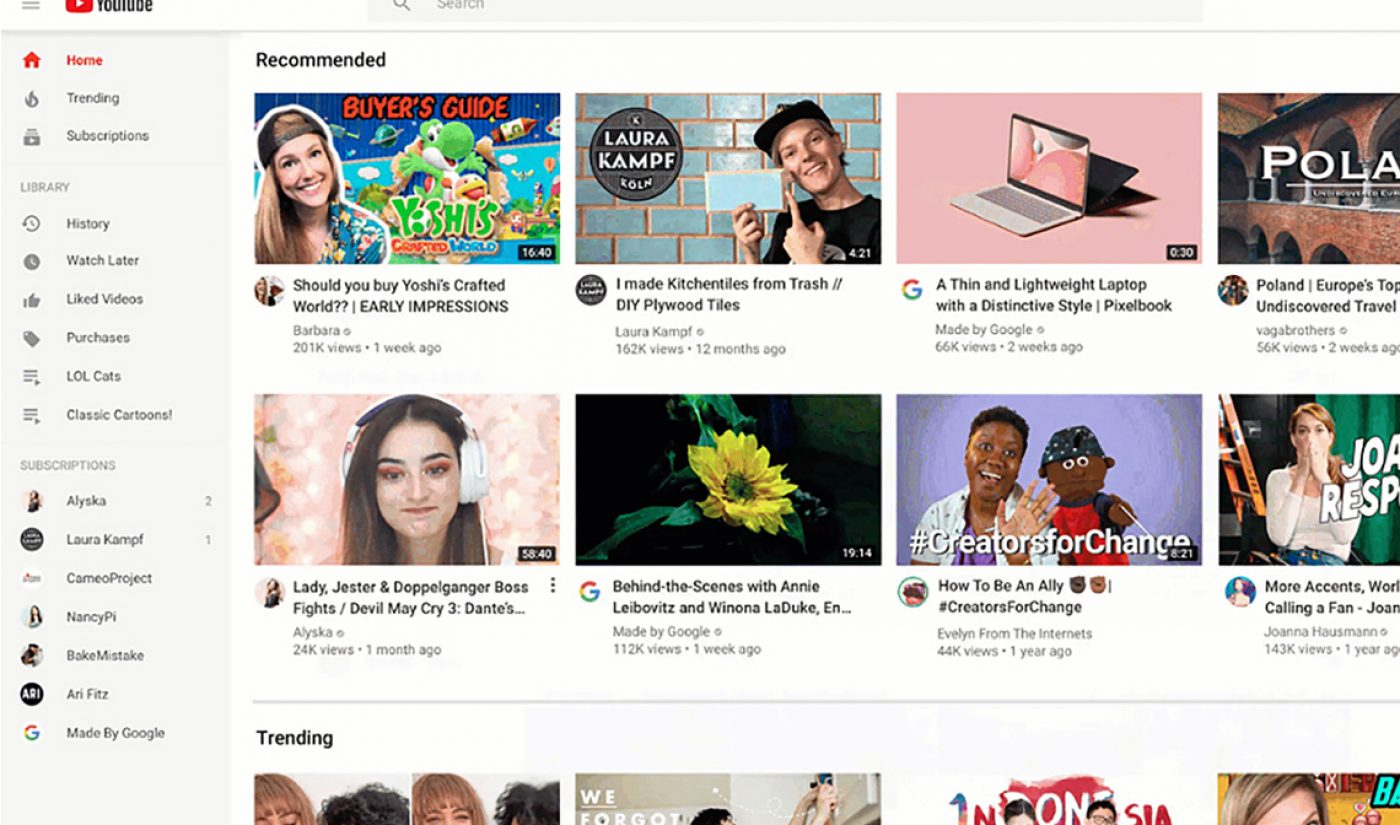 YouTube
Search
Home
Trending
Subscriptions
LIBRARY
History
Watch Later
Liked Videos
Purchases
LOL Cats
Classic Cartoons!
SUBSCRIPTIONS
Alyska 2
Laura Kampf 1
CameoProject
NancyPi
BakeMistake
ARI Ari Fitz
Made By Google
Recommended
BUYER'S GUIDE
YOSHI'S
CRAFTED WORLD
16:40
Should you buy Yoshi's Crafted
World?? | EARLY IMPRESSIONS
Barbara
201K views • 1 week ago
K
LAURA
KAMPF
KÖLN
4:21
LAURA
KAMPF
I made Kitchentiles from Trash //
DIY Plywood Tiles
Laura Kampf
162K views • 12 months ago
0:30
A Thin and Lightweight Laptop
with a Distinctive Style | Pixelbook
Made by Google
66K views • 2 weeks ago
POLA
UNDISCOVERED EUR
Poland | Europe's Top
Undiscovered Travel
vagabrothers
56K views • 2 weeks ago
58:40
Lady, Jester & Doppelganger Boss
Fights / Devil May Cry 3: Dante's...
Alyska
24K views • 1 month ago
19:14
Behind-the-Scenes with Annie
Leibovitz and Winona LaDuke, En...
Made by Google
112K views • 1 week ago
#CreatorsforChange
8:21
How To Be An Ally ✊🏿✊🏾|
#CreatorsForChange
Evelyn From The Internets
44K views • 1 year ago
JOA
RESP
More Accents, Wor
Calling a Fan - Joan
Joanna Hausmann
143K views • 1 year ago
Trending
WE
FORGOT
INDONESIA
BA